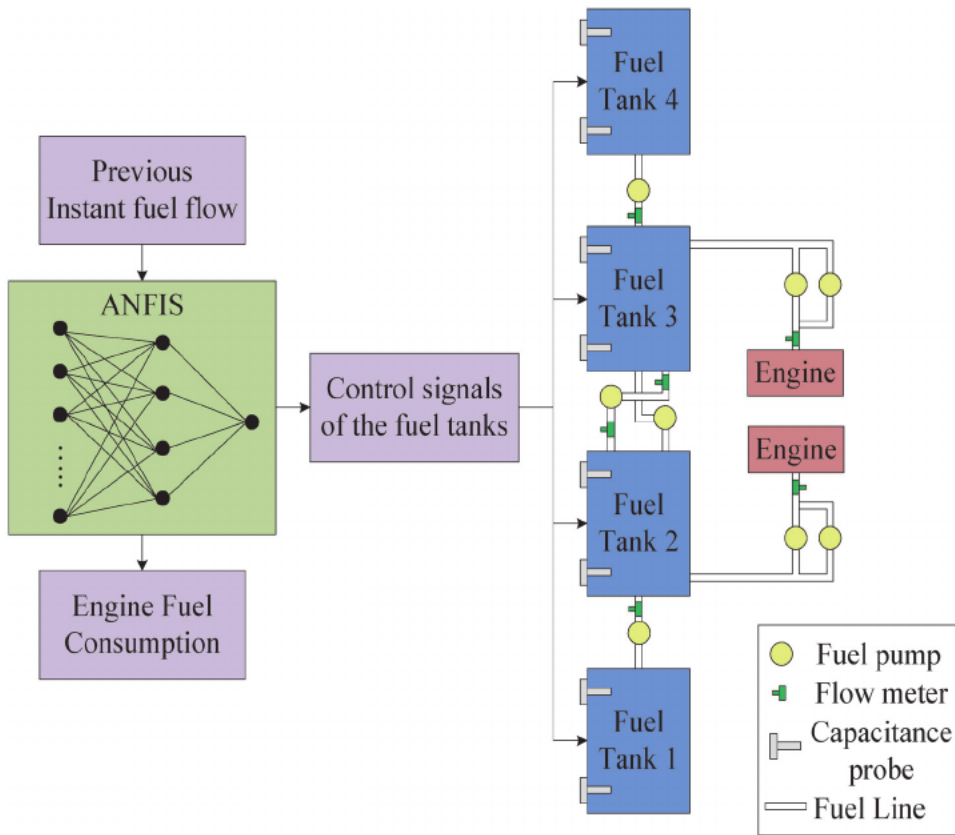 Previous
Instant fuel flow
ANFIS
Engine Fuel
Consumption
Control signals
of the fuel tanks
Fuel
Tank 4
Fuel
Tank 3
Fuel
Tank 2
Fuel
Tank 1
Engine
Engine
Fuel pump
Flow meter
Capacitance
probe
Fuel Line